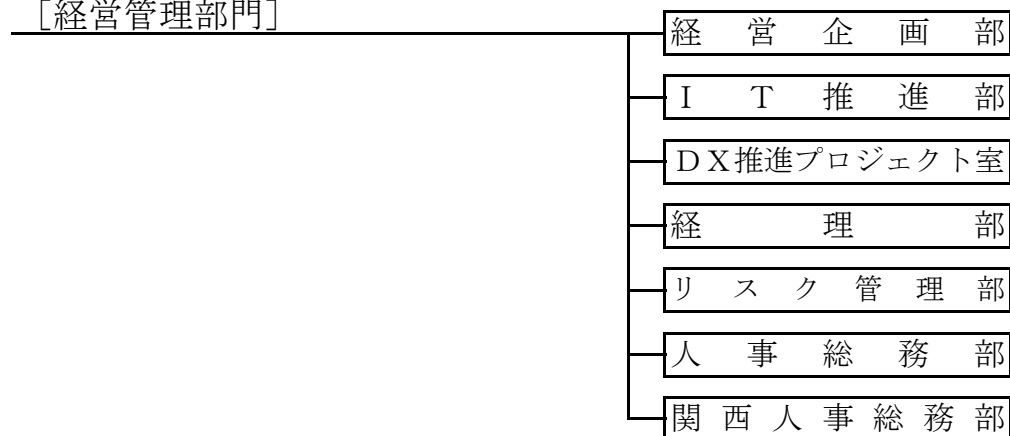 [経営管理部門]
経営企画部
IT推進部
DX推進プロジェクト室
経理部
リスク管理部
人事総務部
関西人事総務部